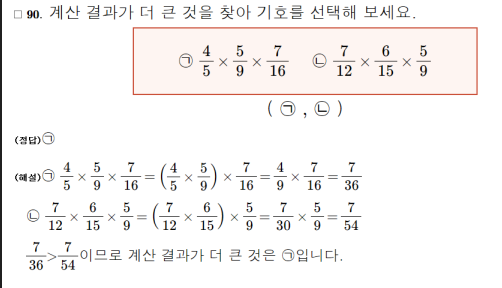 □ 90. 계산 결과가 더 큰 것을 찾아 기호를 선택해 보세요.
㉠ 4/5 × 5/9 × 7/16 ㉡ 7/12 × 6/15 × 5/9
( ㉠ , ㉡ )
(정답)㉠
(해설)㉠ 4/5 × 5/9 × 7/16 = (4/5 × 5/9) × 7/16 = 4/9 × 7/16 = 7/36
㉡ 7/12 × 6/15 × 5/9 = (7/12 × 6/15) × 5/9 = 7/30 × 5/9 = 7/54
7/36 > 7/54 이므로 계산 결과가 더 큰 것은 ㉠입니다.